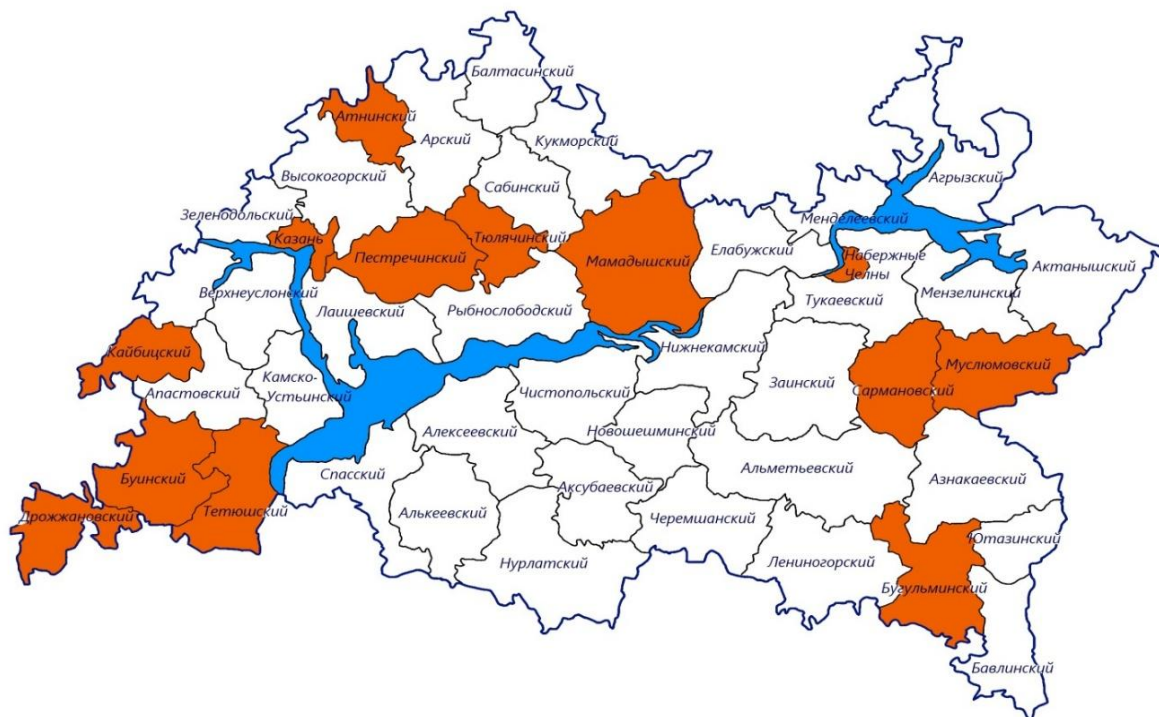 Балтасинский
Атнинский
Арский
Кукморский
Высокогорский
Сабинский
Агрызский
Зеленодольский
Менделеевский
Казань
Тюлячинский
Елабужский
Пестречинский
Мамадышский
Набержные
Челны
Актанышский
Верхнеуслонский
Лаишевский
Рыбнослободский
Тукаевский
Мензелинский
Кайбицский
Нижнекамский
Муслюмовский
Апастовский
Камско-
Устьинский
Чистопольский
Заинский
Сармановский
Алексеевский
Новошешминский
Буинский
Спасский
Альметьевский
Азнакаевский
Аксубаевский
Дрожжановский
Тетюшский
Алькеевский
Черемшанский
Ютазинский
Нурлатский
Лениногорский
Бугульминский
Бавлинский